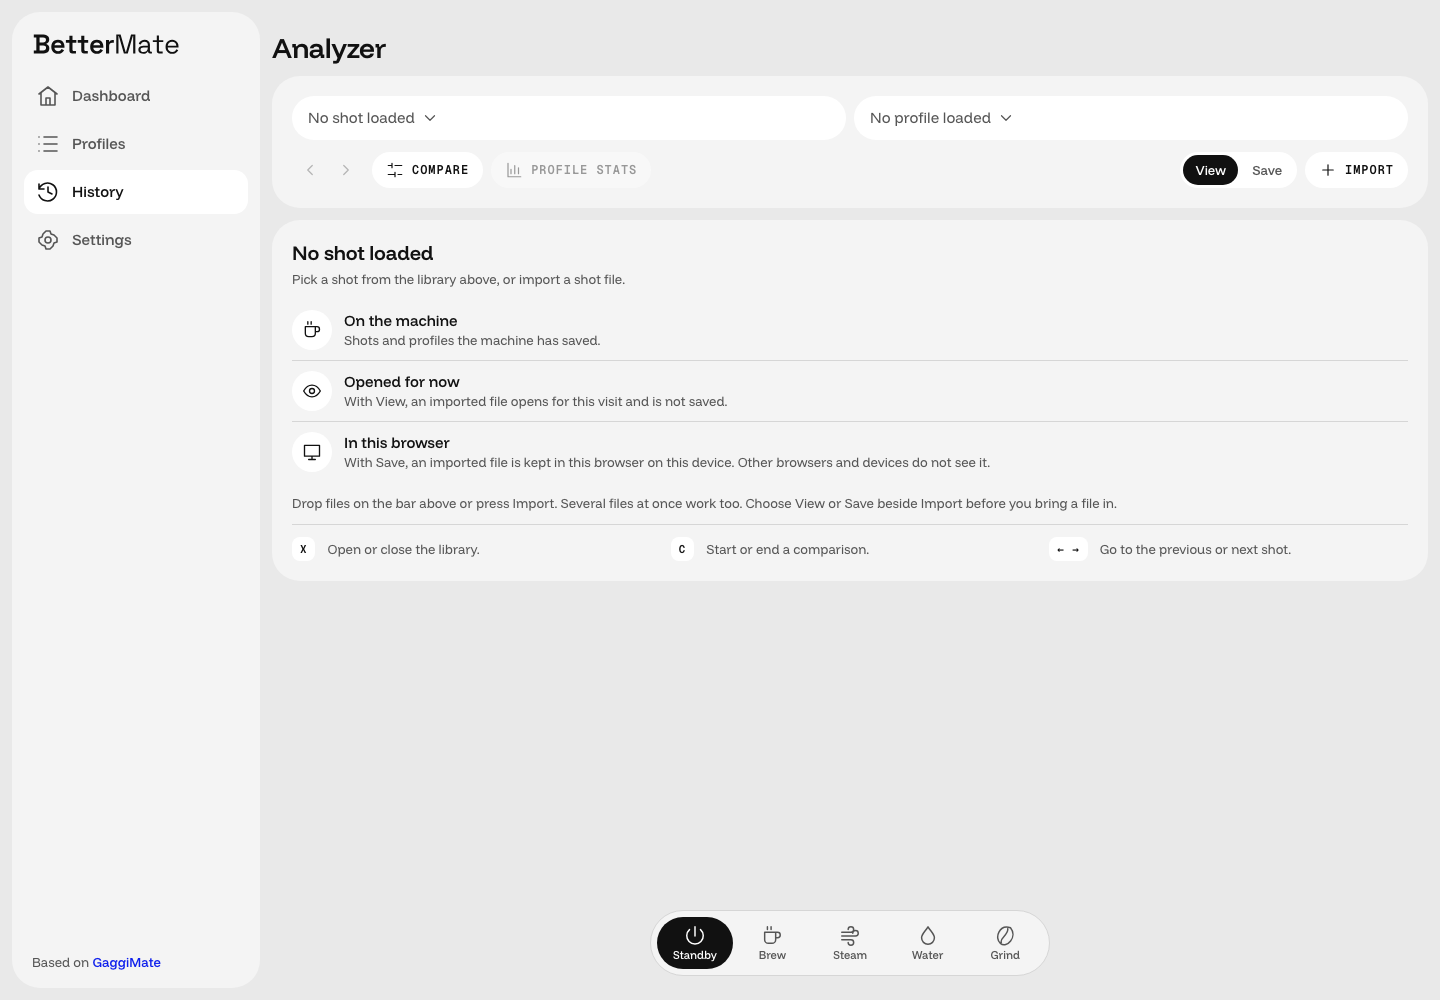 BetterMate
Dashboard
Profiles
History
Settings
Based on GaggiMate
Analyzer
No shot loaded
No profile loaded
COMPARE
PROFILE STATS
View
Save
IMPORT
No shot loaded
Pick a shot from the library above, or import a shot file.
On the machine
Shots and profiles the machine has saved.
Opened for now
With View, an imported file opens for this visit and is not saved.
In this browser
With Save, an imported file is kept in this browser on this device. Other browsers and devices do not see it.
Drop files on the bar above or press Import. Several files at once work too. Choose View or Save beside Import before you bring a file in.
X Open or close the library.
C Start or end a comparison.
← → Go to the previous or next shot.
Standby
Brew
Steam
Water
Grind